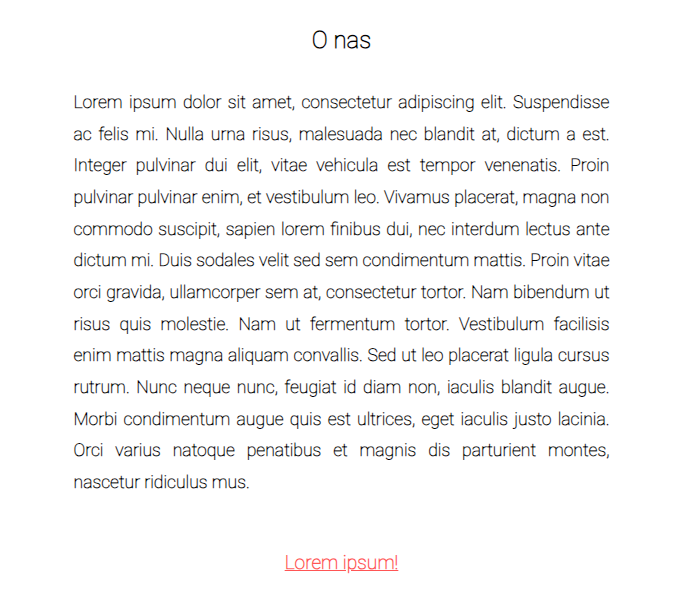 O nas
Lorem ipsum dolor sit amet, consectetur adipiscing elit. Suspendisse
ac felis mi. Nulla urna risus, malesuada nec blandit at, dictum a est.
Integer pulvinar dui elit, vitae vehicula est tempor venenatis. Proin
pulvinar pulvinar enim, et vestibulum leo. Vivamus placerat, magna non
commodo suscipit, sapien lorem finibus dui, nec interdum lectus ante
dictum mi. Duis sodales velit sed sem condimentum mattis. Proin vitae
orci gravida, ullamcorper sem at, consectetur tortor. Nam bibendum ut
risus quis molestie. Nam ut fermentum tortor. Vestibulum facilisis
enim mattis magna aliquam convallis. Sed ut leo placerat ligula cursus
rutrum. Nunc neque nunc, feugiat id diam non, iaculis blandit augue.
Morbi condimentum augue quis est ultrices, eget iaculis justo lacinia.
Orci varius natoque penatibus et magnis dis parturient montes,
nascetur ridiculus mus.
Lorem ipsum!